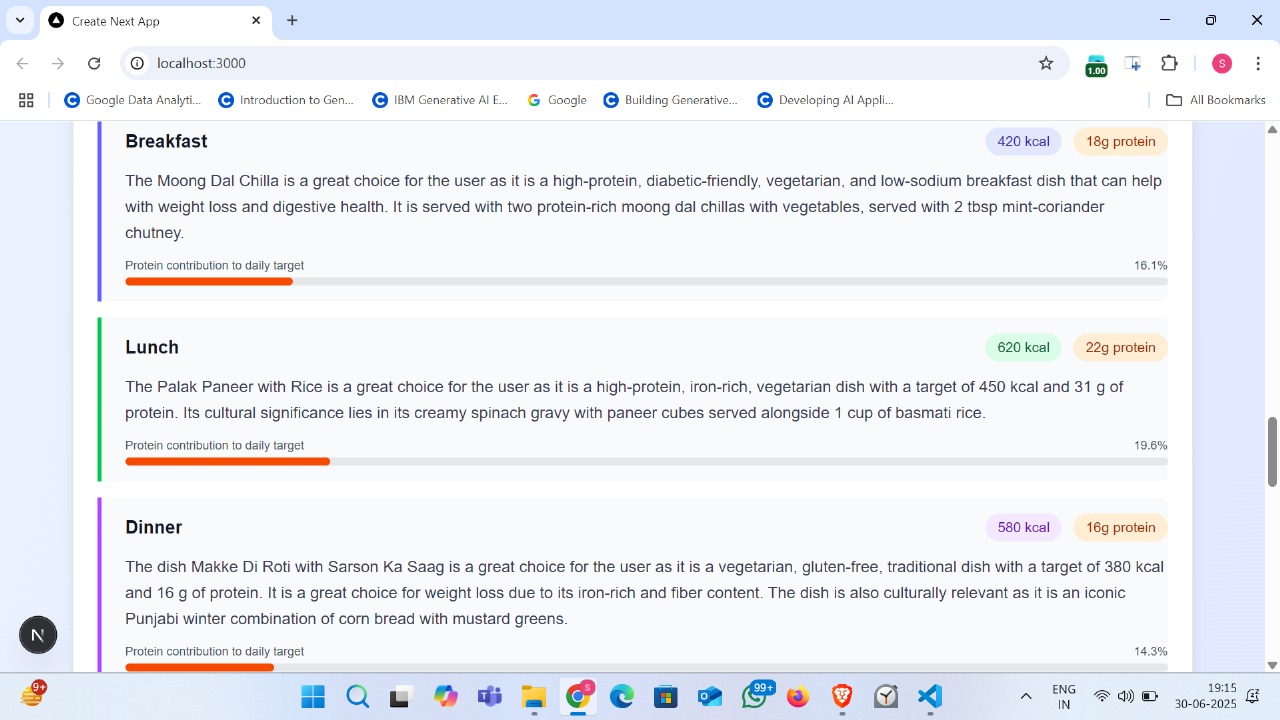 Create Next App
localhost:3000
1.00
S
Google Data Analyti...
Introduction to Gen...
IBM Generative AI E...
Google
Building Generative...
Developing AI Appli...
All Bookmarks
Breakfast
420 kcal
18g protein
The Moong Dal Chilla is a great choice for the user as it is a high-protein, diabetic-friendly, vegetarian, and low-sodium breakfast dish that can help
with weight loss and digestive health. It is served with two protein-rich moong dal chillas with vegetables, served with 2 tbsp mint-coriander
chutney.
Protein contribution to daily target
16.1%
Lunch
620 kcal
22g protein
The Palak Paneer with Rice is a great choice for the user as it is a high-protein, iron-rich, vegetarian dish with a target of 450 kcal and 31 g of
protein. Its cultural significance lies in its creamy spinach gravy with paneer cubes served alongside 1 cup of basmati rice.
Protein contribution to daily target
19.6%
Dinner
580 kcal
16g protein
The dish Makke Di Roti with Sarson Ka Saag is a great choice for the user as it is a vegetarian, gluten-free, traditional dish with a target of 380 kcal
and 16 g of protein. It is a great choice for weight loss due to its iron-rich and fiber content. The dish is also culturally relevant as it is an iconic
Punjabi winter combination of corn bread with mustard greens.
Protein contribution to daily target
14.3%
N
9+
S
99+
ENG
IN
19:15
30-06-2025